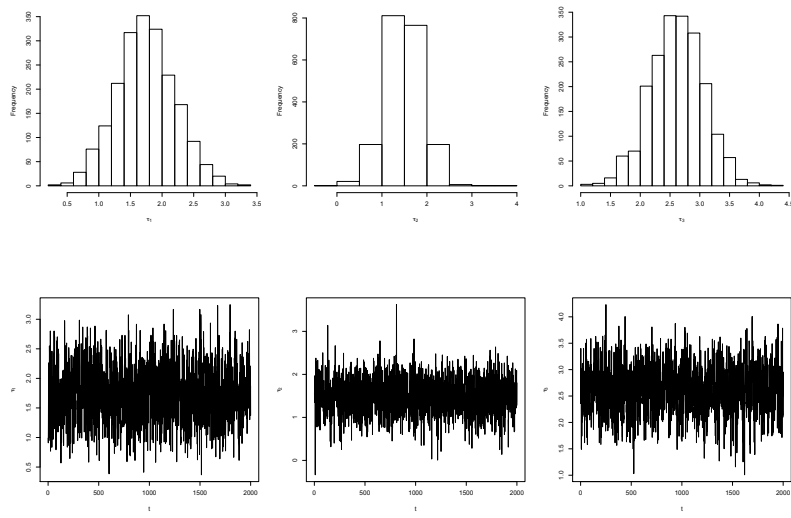 Frequency
0 50 100 150 200 250 300 350
0.5 1.0 1.5 2.0 2.5 3.0 3.5
τ1
Frequency
0 200 400 600 800
0 1 2 3 4
τ2
Frequency
0 50 100 150 200 250 300 350
1.0 1.5 2.0 2.5 3.0 3.5 4.0 4.5
τ3
τ1
0.5 1.0 1.5 2.0 2.5 3.0
0 500 1000 1500 2000
t
τ2
0 1 2 3
0 500 1000 1500 2000
t
τ3
1.0 1.5 2.0 2.5 3.0 3.5 4.0
0 500 1000 1500 2000
t